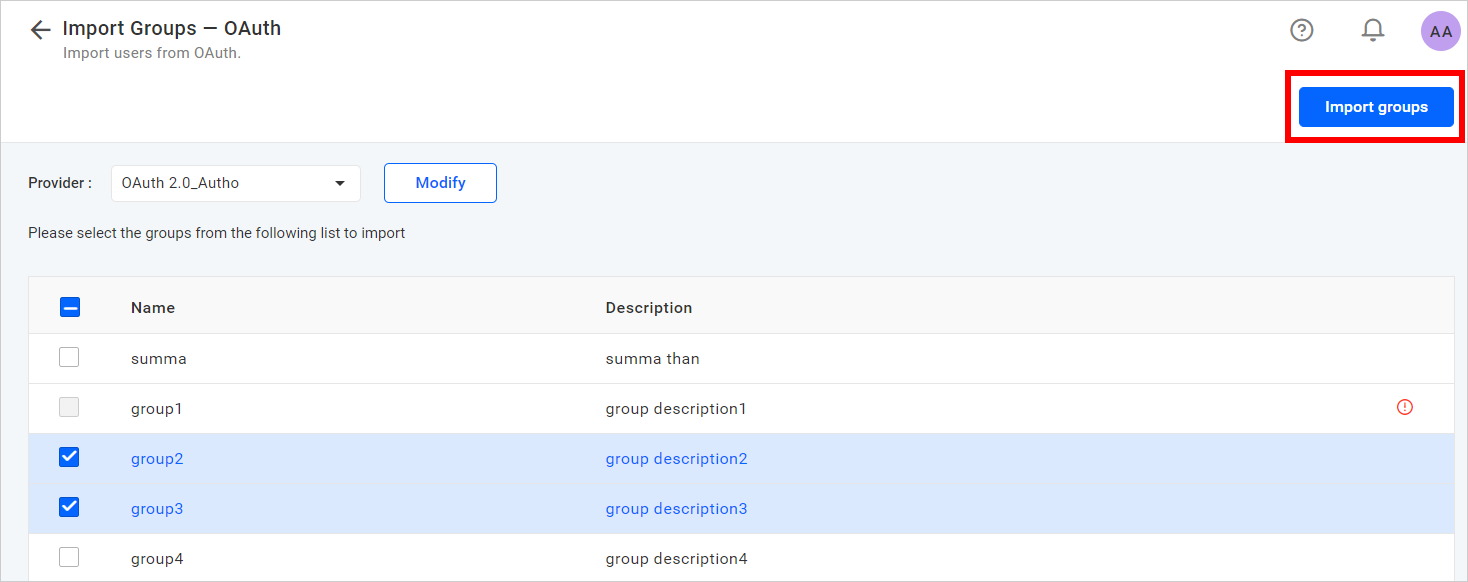 Import Groups — OAuth
Import users from OAuth.
AA
Import groups
Provider :
OAuth 2.0_Autho
Modify
Please select the groups from the following list to import
Name Description
summa summa than
group1 group description1
group2 group description2
group3 group description3
group4 group description4